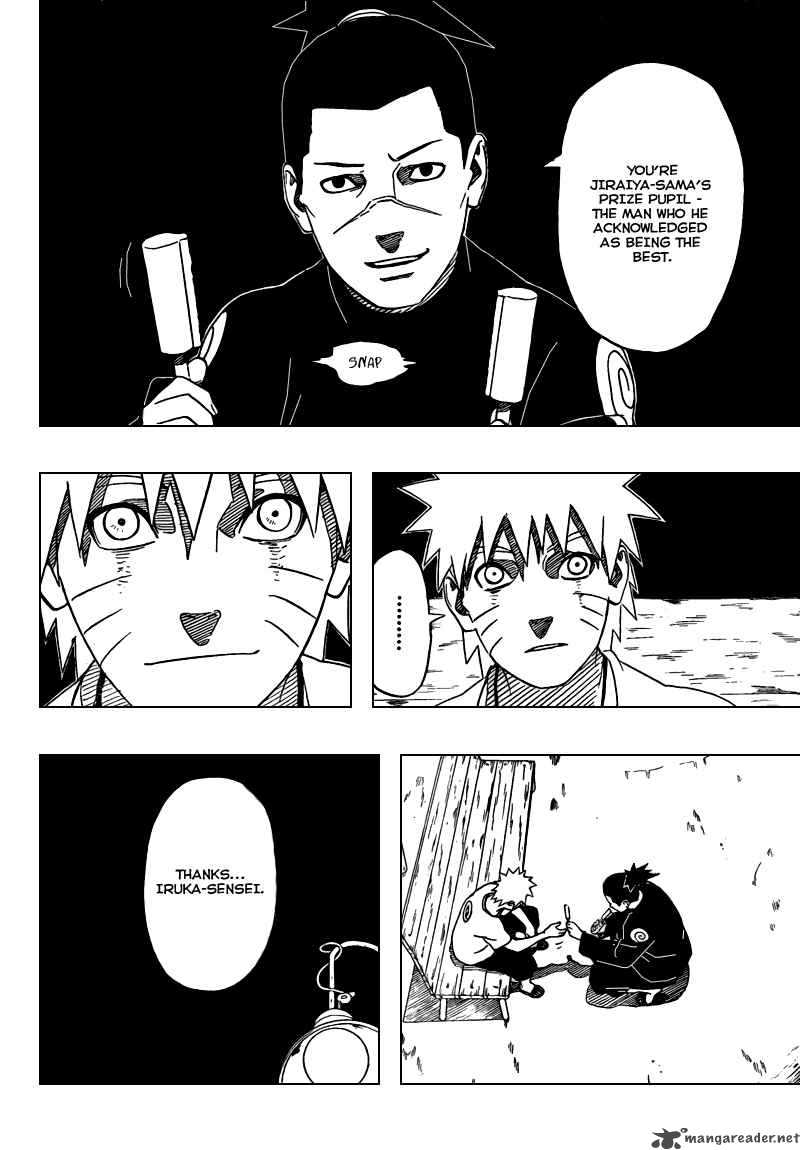 YOU'RE
JIRAIYA-SAMA'S
PRIZE PUPIL -
THE MAN WHO HE
ACKNOWLEDGED
AS BEING THE
BEST.
SNAP
.........
THANKS...
IRUKA-SENSEI.
mangareader.net